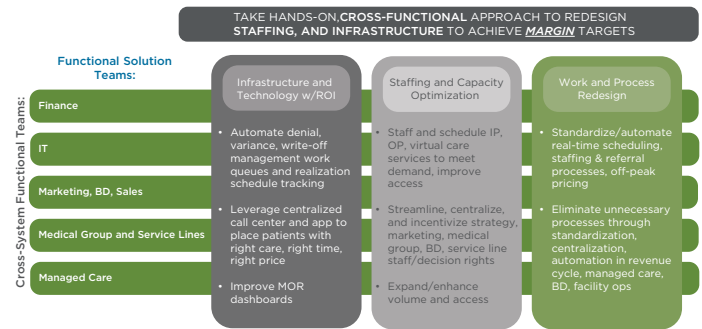 TAKE HANDS-ON,CROSS-FUNCTIONAL APPROACH TO REDESIGN
STAFFING, AND INFRASTRUCTURE TO ACHIEVE MARGIN TARGETS
Functional Solution
Teams:
Cross-System Functional Teams:
Finance
IT
Marketing, BD, Sales
Medical Group and Service Lines
Managed Care
Infrastructure and
Technology w/ROI
• Automate denial,
variance, write-off
management work
queues and realization
schedule tracking
• Leverage centralized
call center and app to
place patients with
right care, right time,
right price
• Improve MOR
dashboards
Staffing and Capacity
Optimization
• Staff and schedule IP,
OP, virtual care
services to meet
demand, improve
access
• Streamline, centralize,
and incentivize strategy,
marketing, medical
group, BD, service line
staff/decision rights
• Expand/enhance
volume and access
Work and Process
Redesign
• Standardize/automate
real-time scheduling,
staffing & referral
processes, off-peak
pricing
• Eliminate unnecessary
processes through
standardization,
centralization,
automation in revenue
cycle, managed care,
BD, facility ops